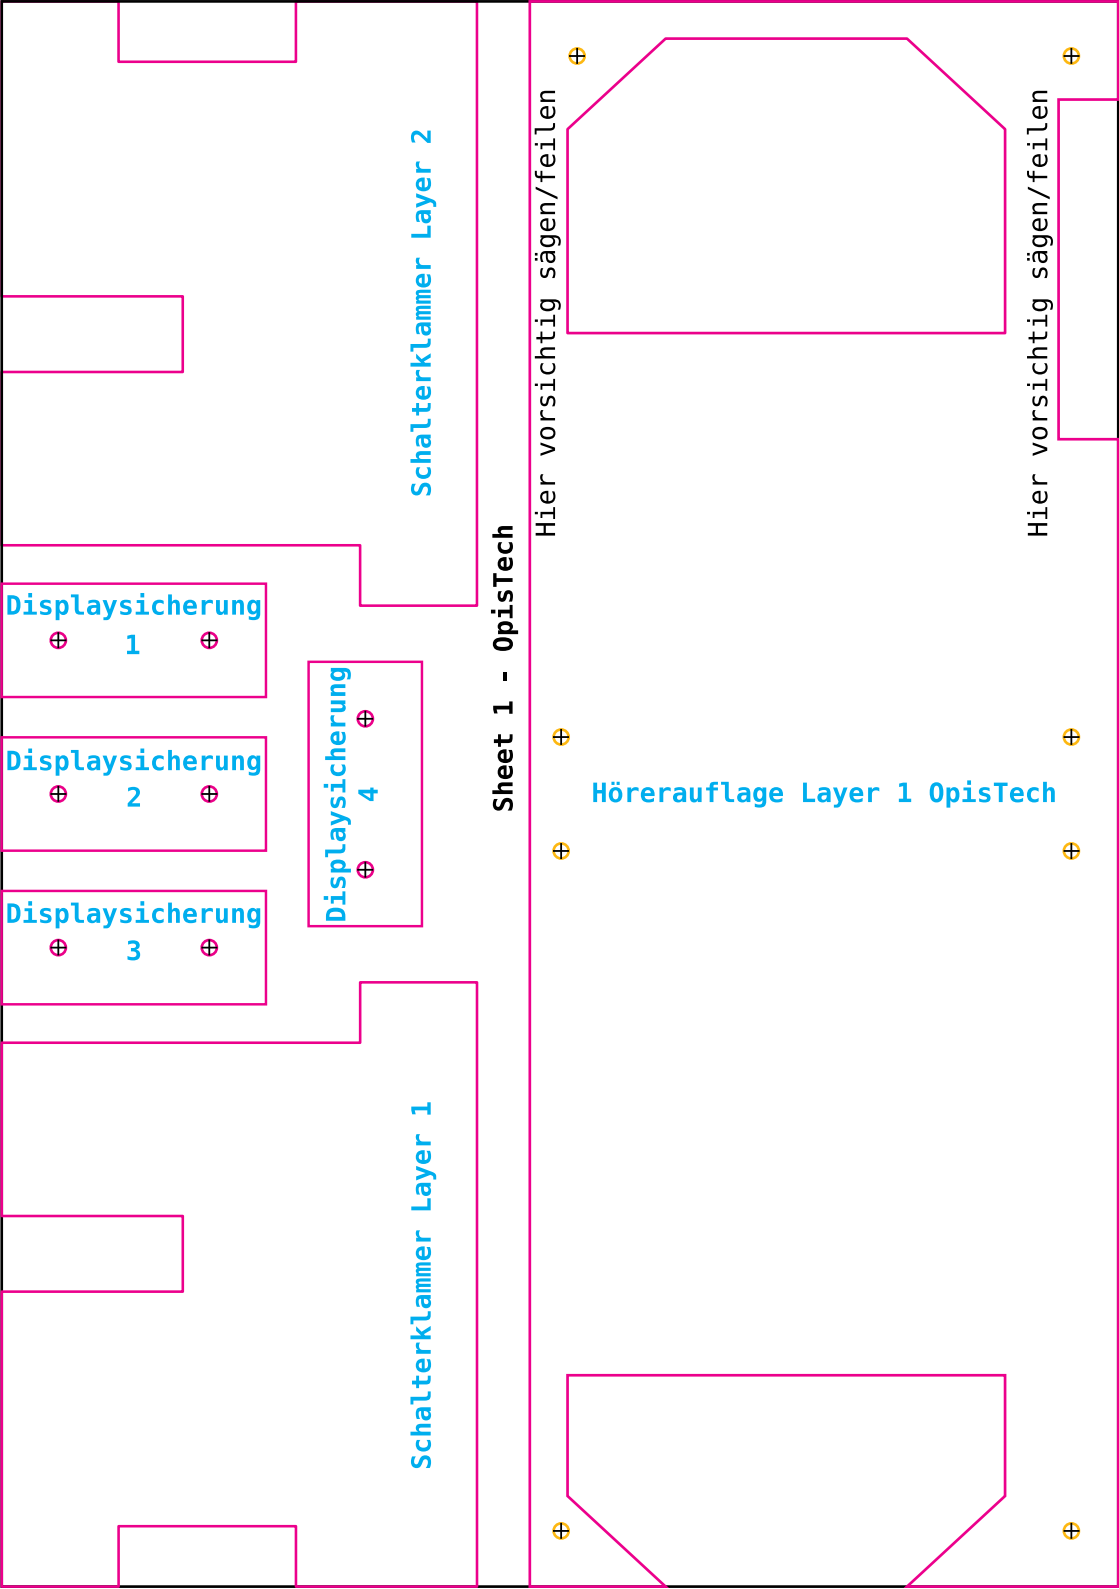 Schalterklammer Layer 2
Hier vorsichtig sägen/feilen
Hier vorsichtig sägen/feilen
Sheet 1 - OpisTech
Displaysicherung
1
Displaysicherung
2
Displaysicherung
3
Displaysicherung
4
Hörerauflage Layer 1 OpisTech
Schalterklammer Layer 1